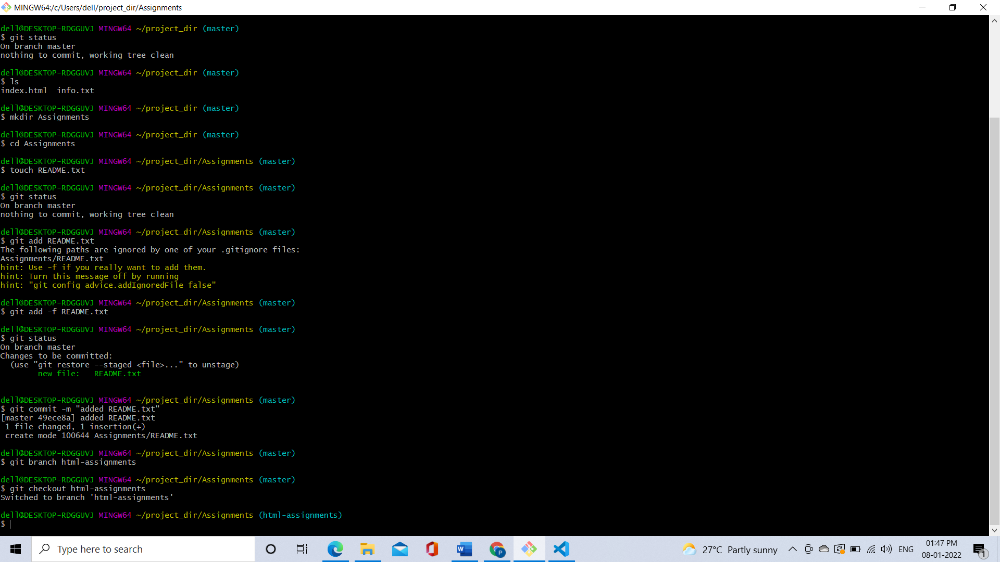 MINGW64:/c/Users/dell/project_dir/Assignments
dell@DESKTOP-RDGGUVJ MINGW64 ~/project_dir (master)
$ git status
On branch master
nothing to commit, working tree clean
dell@DESKTOP-RDGGUVJ MINGW64 ~/project_dir (master)
$ ls
index.html  info.txt
dell@DESKTOP-RDGGUVJ MINGW64 ~/project_dir (master)
$ mkdir Assignments
dell@DESKTOP-RDGGUVJ MINGW64 ~/project_dir (master)
$ cd Assignments
dell@DESKTOP-RDGGUVJ MINGW64 ~/project_dir/Assignments (master)
$ touch README.txt
dell@DESKTOP-RDGGUVJ MINGW64 ~/project_dir/Assignments (master)
$ git status
On branch master
nothing to commit, working tree clean
dell@DESKTOP-RDGGUVJ MINGW64 ~/project_dir/Assignments (master)
$ git add README.txt
The following paths are ignored by one of your .gitignore files:
Assignments/README.txt
hint: Use -f if you really want to add them.
hint: Turn this message off by running
hint: "git config advice.addIgnoredFile false"
dell@DESKTOP-RDGGUVJ MINGW64 ~/project_dir/Assignments (master)
$ git add -f README.txt
dell@DESKTOP-RDGGUVJ MINGW64 ~/project_dir/Assignments (master)
$ git status
On branch master
Changes to be committed:
  (use "git restore --staged <file>..." to unstage)
        new file:   README.txt
dell@DESKTOP-RDGGUVJ MINGW64 ~/project_dir/Assignments (master)
$ git commit -m "added README.txt"
[master 49ece8a] added README.txt
 1 file changed, 1 insertion(+)
 create mode 100644 Assignments/README.txt
dell@DESKTOP-RDGGUVJ MINGW64 ~/project_dir/Assignments (master)
$ git branch html-assignments
dell@DESKTOP-RDGGUVJ MINGW64 ~/project_dir/Assignments (master)
$ git checkout html-assignments
Switched to branch 'html-assignments'
dell@DESKTOP-RDGGUVJ MINGW64 ~/project_dir/Assignments (html-assignments)
$
Type here to search
W
P
27°C Partly sunny
ENG
01:47 PM
08-01-2022
1